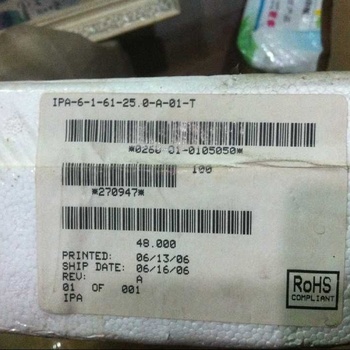 IPA-6-1-61-25.0-A-01-T
*0260-01-0105050*
100
*270947*
48.000
PRINTED: 06/13/06
SHIP DATE: 06/16/06
REV: A
01 OF 001
IPA
RoHS
COMPLIANT